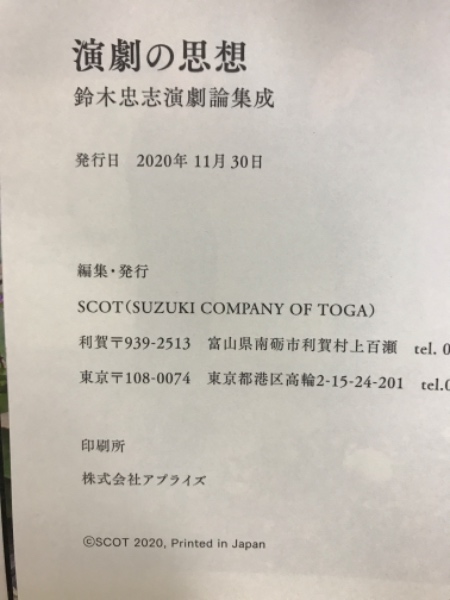 演劇の思想
鈴木忠志演劇論集成
発行日 2020年 11月 30日
編集・発行
SCOT(SUZUKI COMPANY OF TOGA)
利賀〒939-2513 富山県南砺市利賀村上百瀬 tel. 0
東京〒108-0074 東京都港区高輪2-15-24-201 tel.0
印刷所
株式会社アプライズ
©SCOT 2020, Printed in Japan